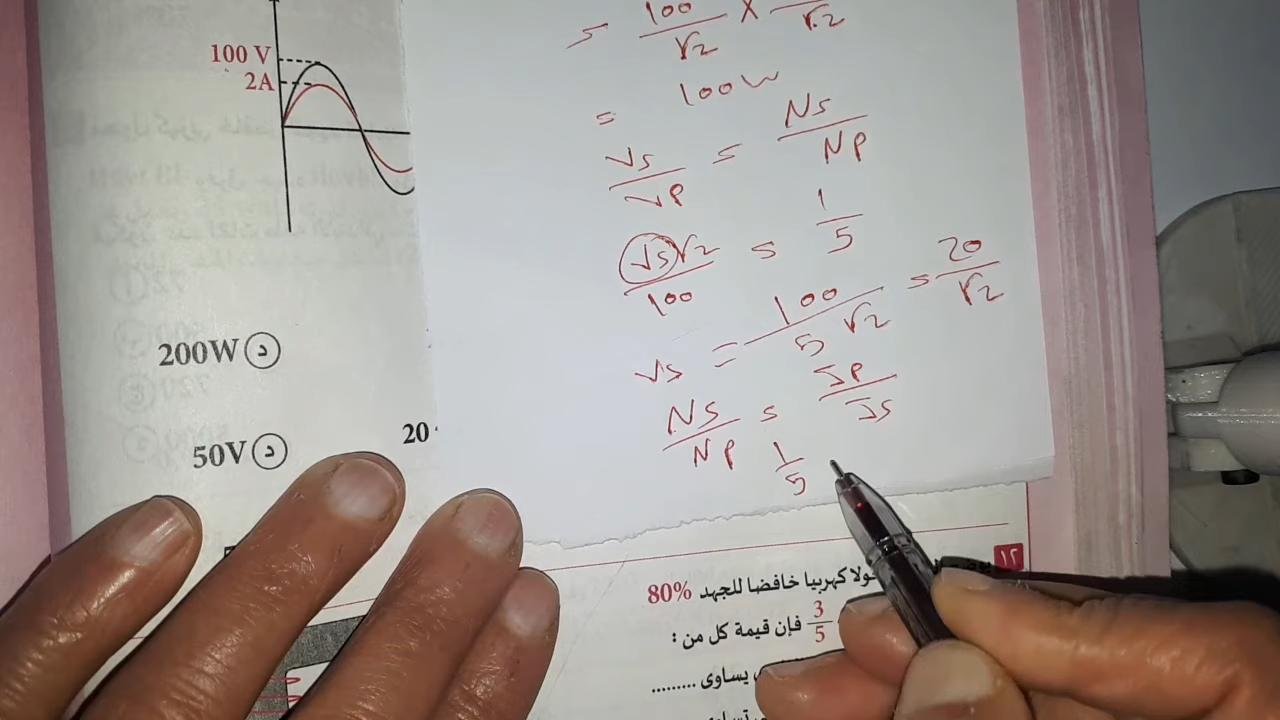 100 V
2A
= 100/√2 × /√2
= 100W
Vs/VP = Ns/NP
Vs√2/100 = 1/5
Vs = 100/5√2 = 20/√2
Ns/NP = IP/Is
1/5
200W د
50V د
20
١٢
كهربيا خافضا للجهد 80%
3/5 فإن قيمة كل من :
يساوى .........